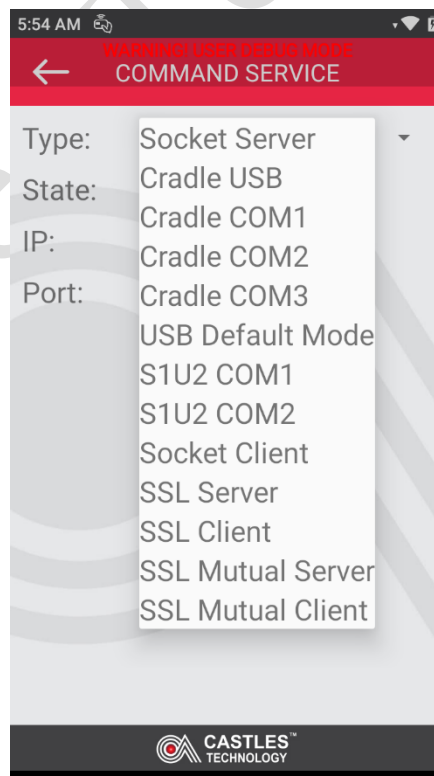 5:54 AM
WARNING! USER DEBUG MODE
COMMAND SERVICE
Type:
Socket Server
Cradle USB
State:
Cradle COM1
IP:
Cradle COM2
Port:
Cradle COM3
USB Default Mode
S1U2 COM1
S1U2 COM2
Socket Client
SSL Server
SSL Client
SSL Mutual Server
SSL Mutual Client
CASTLES™
TECHNOLOGY